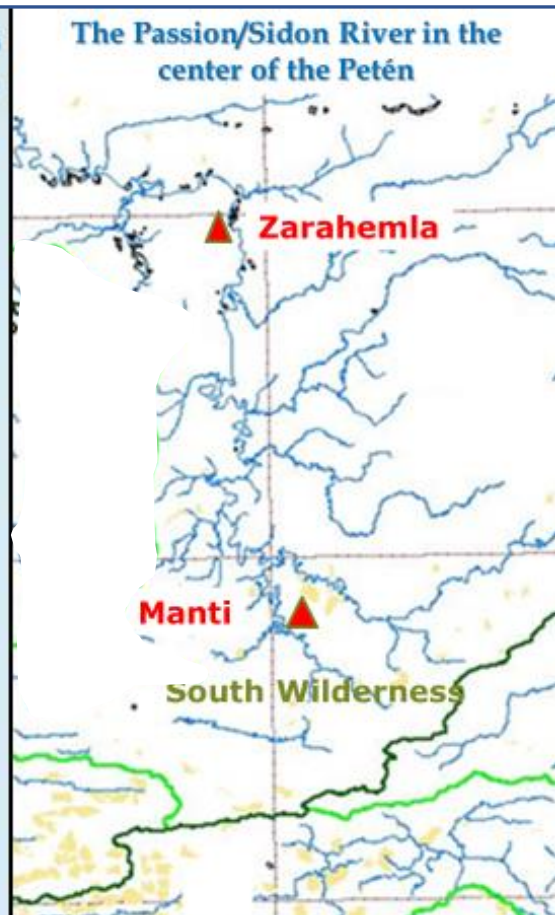 The Passion/Sidon River in the
center of the Petén
Zarahemla
Manti
South Wilderness